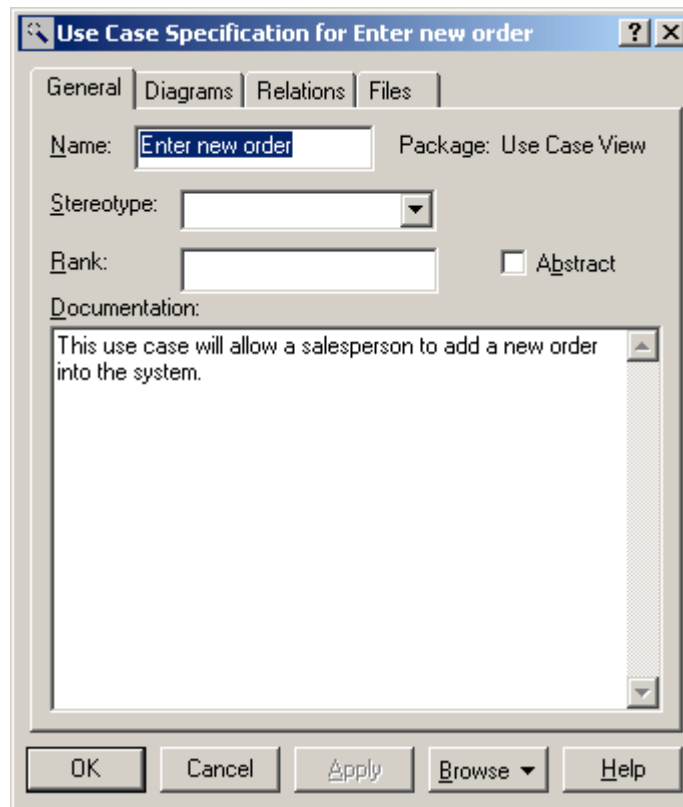 Use Case Specification for Enter new order
General Diagrams Relations Files
Name: Enter new order Package: Use Case View
Stereotype:
Rank: Abstract
Documentation:
This use case will allow a salesperson to add a new order
into the system.
OK Cancel Apply Browse Help